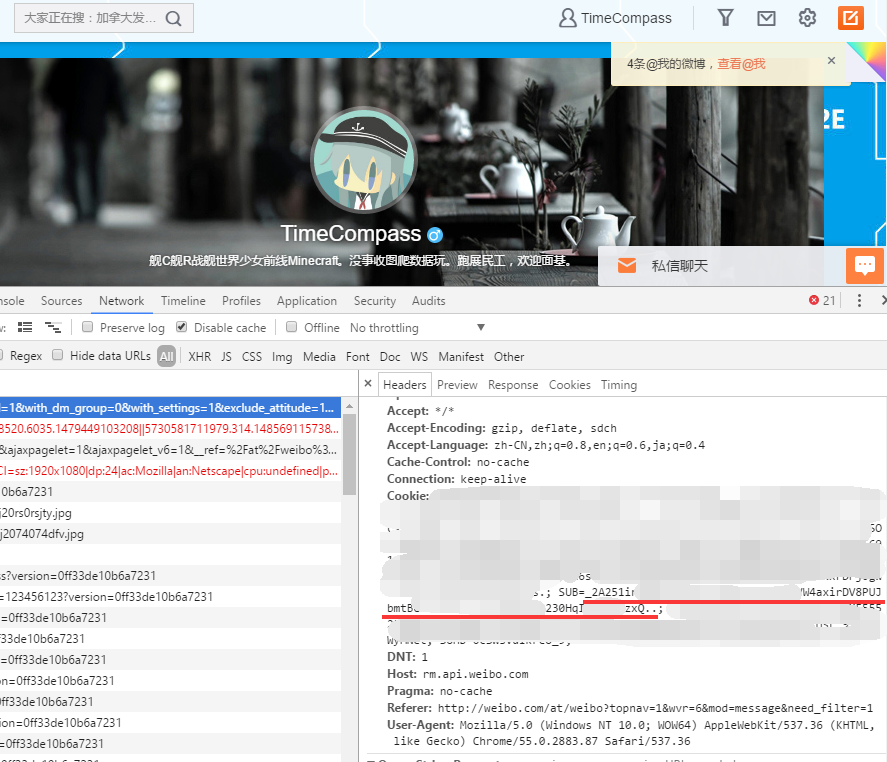 大家正在搜：加拿大发...
TimeCompass
4条@我的微博，查看@我
×
2E
TimeCompass
舰C舰R战舰世界少女前线Minecraft。没事收图爬数据玩。跑展民工，欢迎面基。
私信聊天
nsole Sources Network Timeline Profiles Application Security Audits 21
w: Preserve log Disable cache Offline No throttling
Regex Hide data URLs All XHR JS CSS Img Media Font Doc WS Manifest Other
× Headers Preview Response Cookies Timing
l=1&with_dm_group=0&with_settings=1&exclude_attitude=1...
8520.6035.1479449103208||5730581711979.314.148569115738...
&ajaxpagelet=1&ajaxpagelet_v6=1&__ref=%2Fat%2Fweibo%3...
CI=sz:1920x1080|dp:24|ac:Mozilla|an:Netscape|cpu:undefined|p...
0b6a7231
j20rs0rsjty.jpg
j2074074dfv.jpg
ss?version=0ff33de10b6a7231
=123456123?version=0ff33de10b6a7231
=0ff33de10b6a7231
ff33de10b6a7231
=0ff33de10b6a7231
on=0ff33de10b6a7231
ff33de10b6a7231
sion=0ff33de10b6a7231
=0ff33de10b6a7231
Accept: */*
Accept-Encoding: gzip, deflate, sdch
Accept-Language: zh-CN,zh;q=0.8,en;q=0.6,ja;q=0.4
Cache-Control: no-cache
Connection: keep-alive
Cookie:
s.; SUB=_2A251i W4axirDV8PUJ
bmtB 230HqI zxQ..;
DNT: 1
Host: rm.api.weibo.com
Pragma: no-cache
Referer: http://weibo.com/at/weibo?topnav=1&wvr=6&mod=message&need_filter=1
User-Agent: Mozilla/5.0 (Windows NT 10.0; WOW64) AppleWebKit/537.36 (KHTML,
like Gecko) Chrome/55.0.2883.87 Safari/537.36